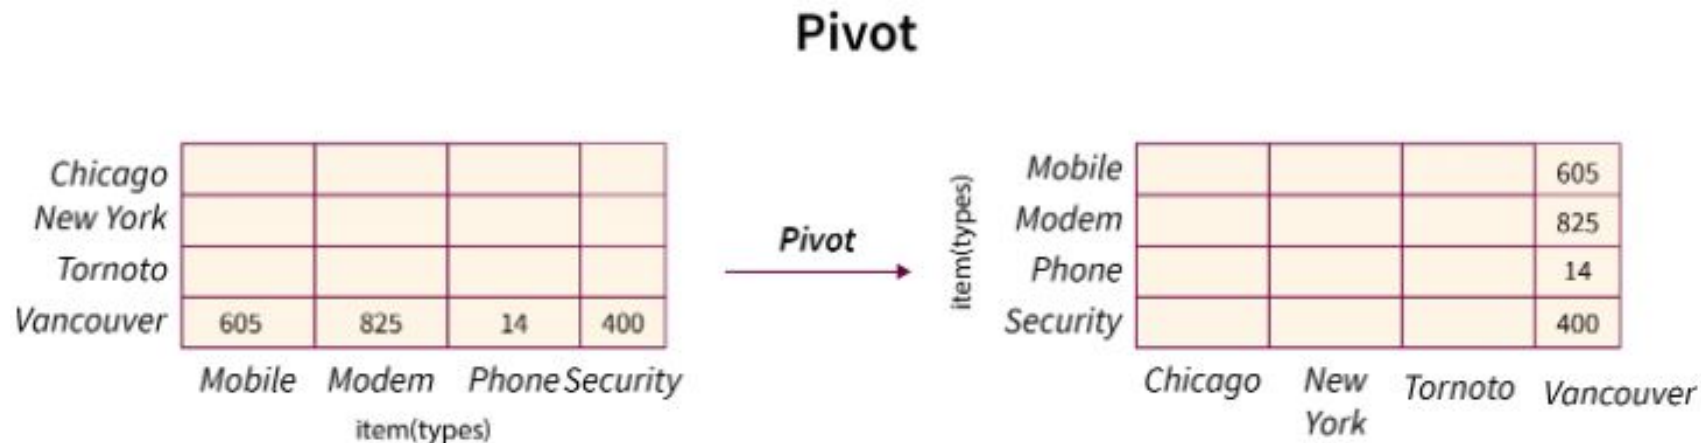 Pivot
Chicago
New York
Tornoto
Vancouver 605 825 14 400
Mobile Modem Phone Security
item(types)
Pivot
item(types)
Mobile 605
Modem 825
Phone 14
Security 400
Chicago New York Tornoto Vancouver